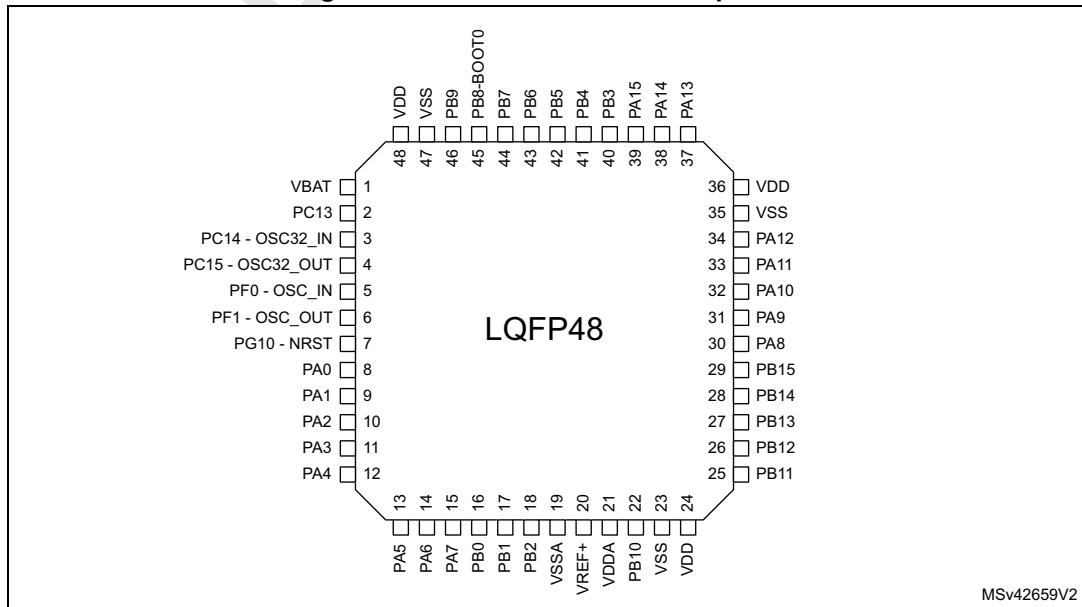 48 VDD
47 VSS
46 PB9
45 PB8-BOOT0
44 PB7
43 PB6
42 PB5
41 PB4
40 PB3
39 PA15
38 PA14
37 PA13
VBAT 1
PC13 2
PC14 - OSC32_IN 3
PC15 - OSC32_OUT 4
PF0 - OSC_IN 5
PF1 - OSC_OUT 6
PG10 - NRST 7
PA0 8
PA1 9
PA2 10
PA3 11
PA4 12
LQFP48
36 VDD
35 VSS
34 PA12
33 PA11
32 PA10
31 PA9
30 PA8
29 PB15
28 PB14
27 PB13
26 PB12
25 PB11
PA5 13
PA6 14
PA7 15
PB0 16
PB1 17
PB2 18
VSSA 19
VREF+ 20
VDDA 21
PB10 22
VSS 23
VDD 24
MSv42659V2